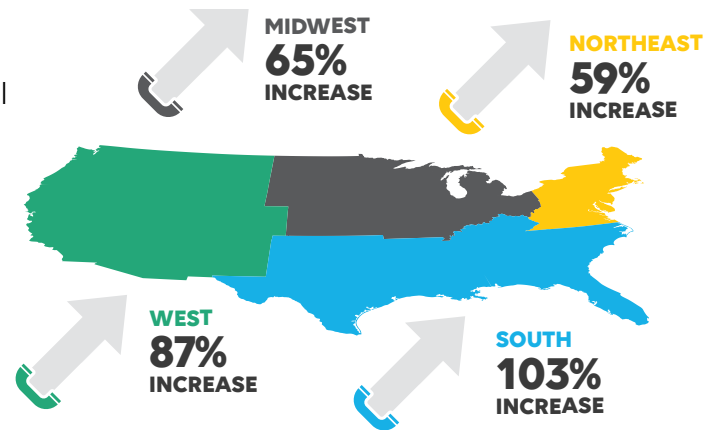 MIDWEST
65%
INCREASE
NORTHEAST
59%
INCREASE
WEST
87%
INCREASE
SOUTH
103%
INCREASE